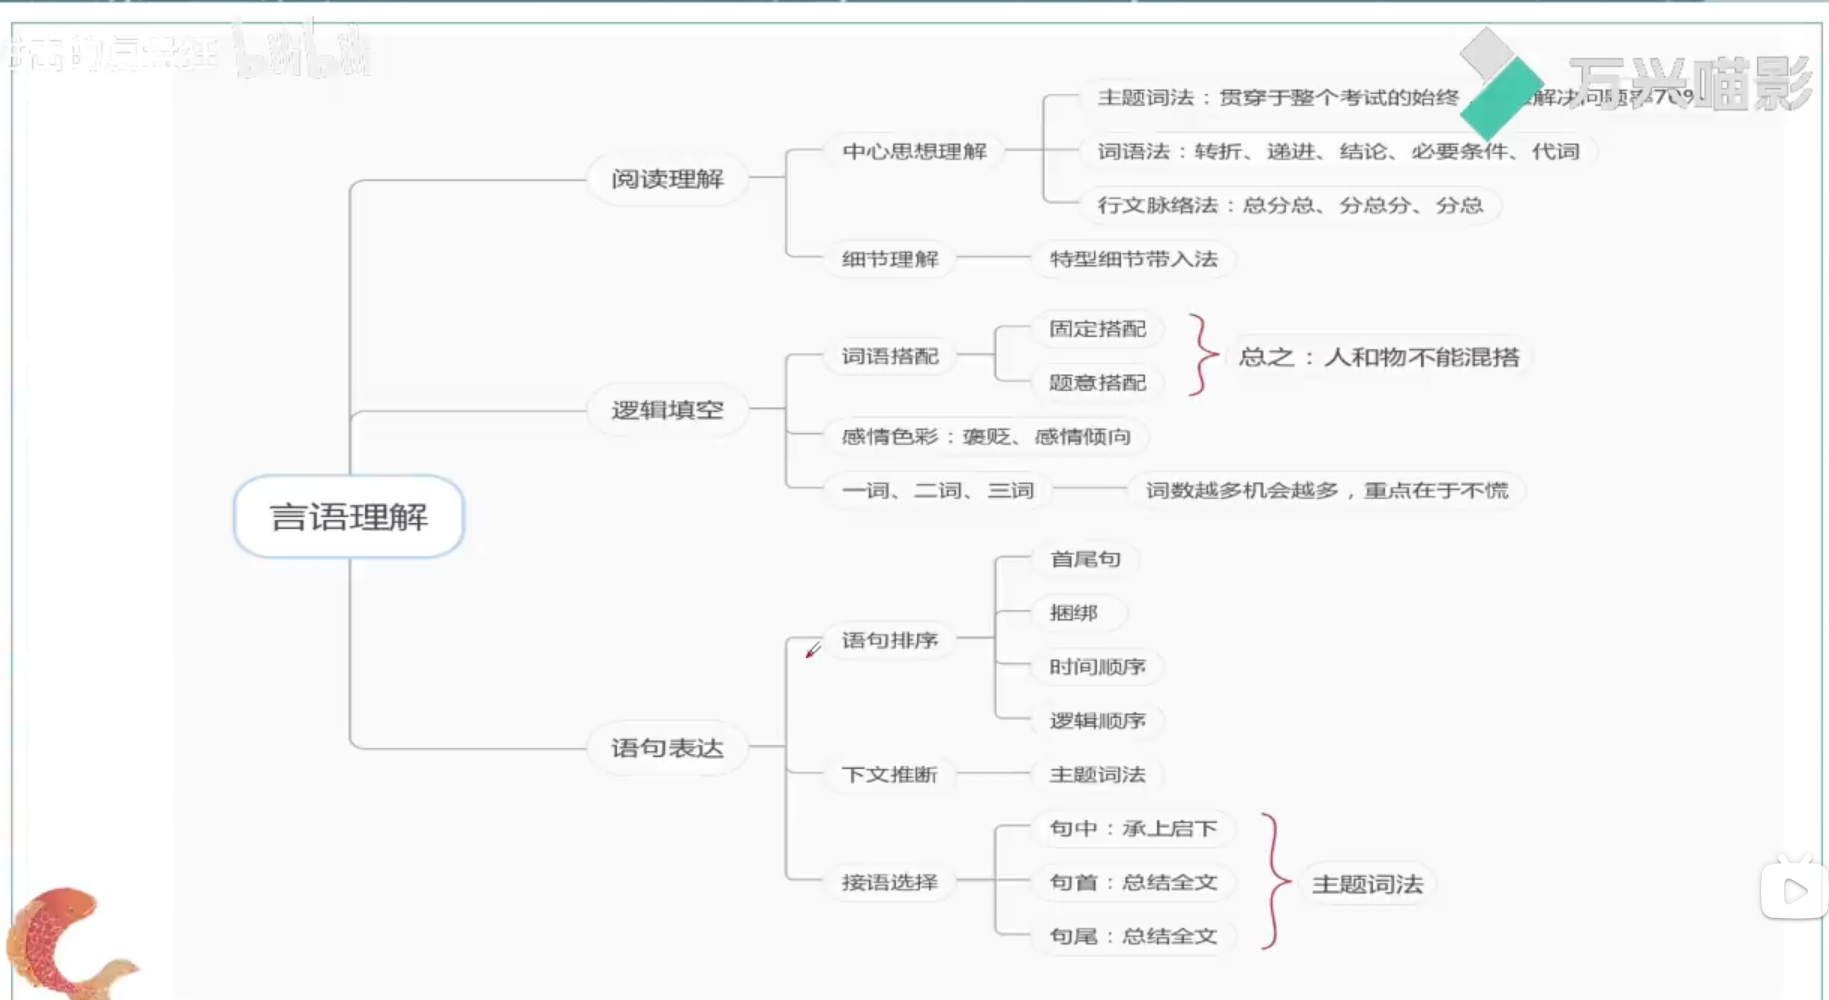 bilibili
万兴喵影
主题词法：贯穿于整个考试的始终，解决问题率70%
中心思想理解
词语法：转折、递进、结论、必要条件、代词
阅读理解
行文脉络法：总分总、分总分、分总
细节理解
特型细节带入法
固定搭配
词语搭配
总之：人和物不能混搭
题意搭配
逻辑填空
感情色彩：褒贬、感情倾向
一词、二词、三词
词数越多机会越多，重点在于不慌
言语理解
首尾句
捆绑
语句排序
时间顺序
逻辑顺序
语句表达
下文推断
主题词法
句中：承上启下
接语选择
句首：总结全文
主题词法
句尾：总结全文